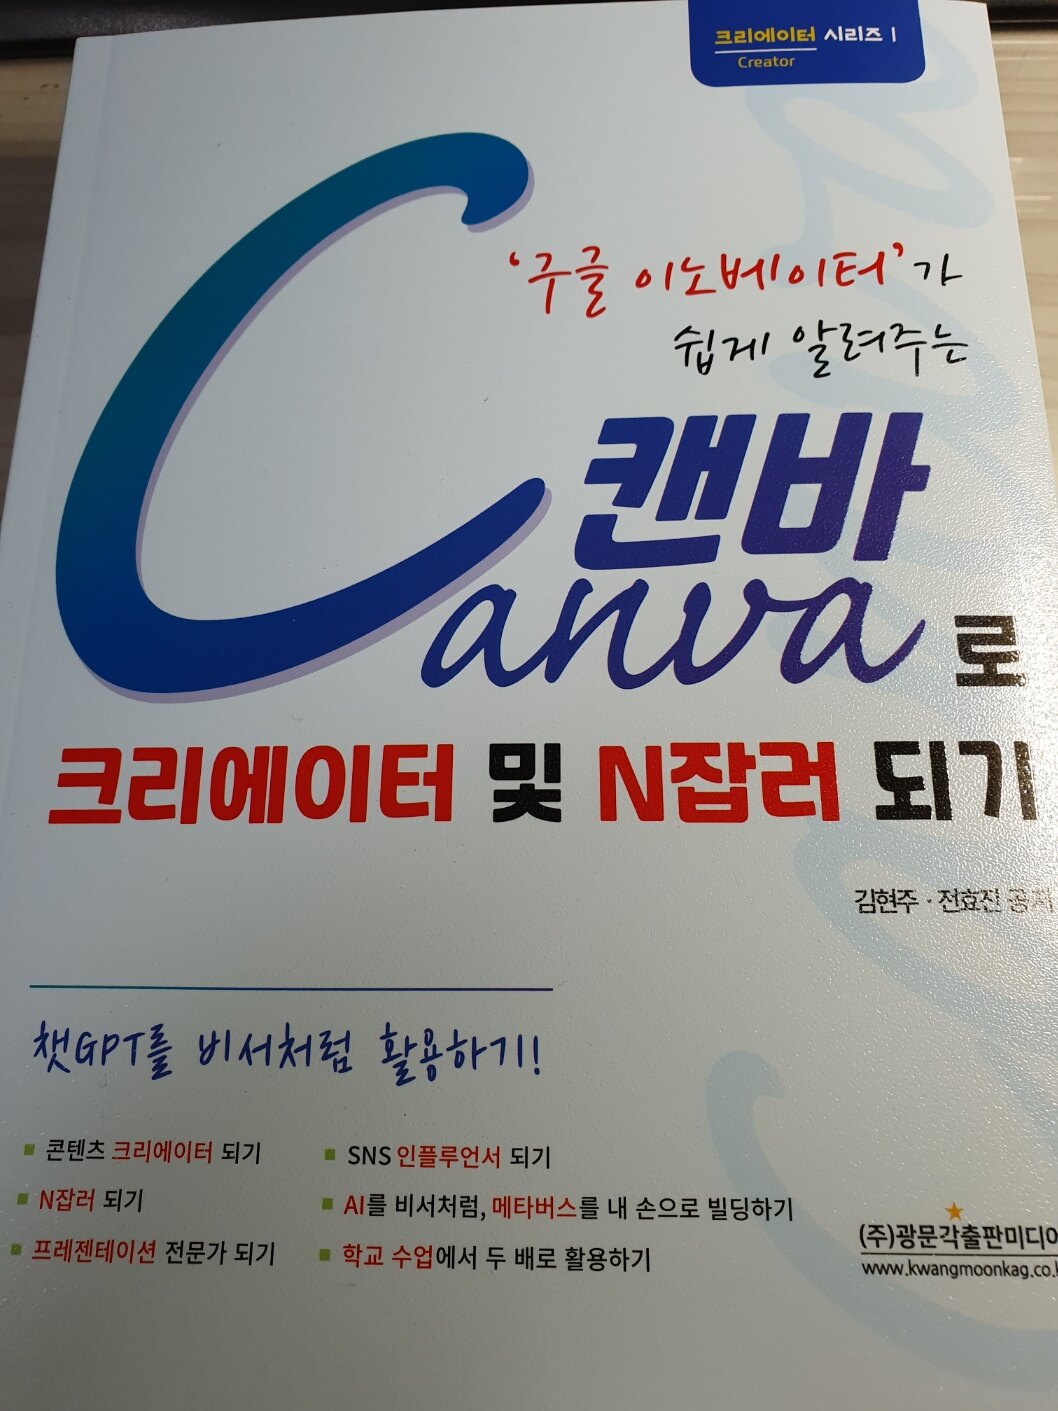 크리에이터 시리즈 1
Creator
'구글 이노베이터'가
쉽게 알려주는
캔바
Canva로
크리에이터 및 N잡러 되기
김현주 · 전효진 공저
챗GPT를 비서처럼 활용하기!
■ 콘텐츠 크리에이터 되기
■ N잡러 되기
■ 프레젠테이션 전문가 되기
■ SNS 인플루언서 되기
■ AI를 비서처럼, 메타버스를 내 손으로 빌딩하기
■ 학교 수업에서 두 배로 활용하기
(주)광문각출판미디어
www.kwangmoonkag.co.k